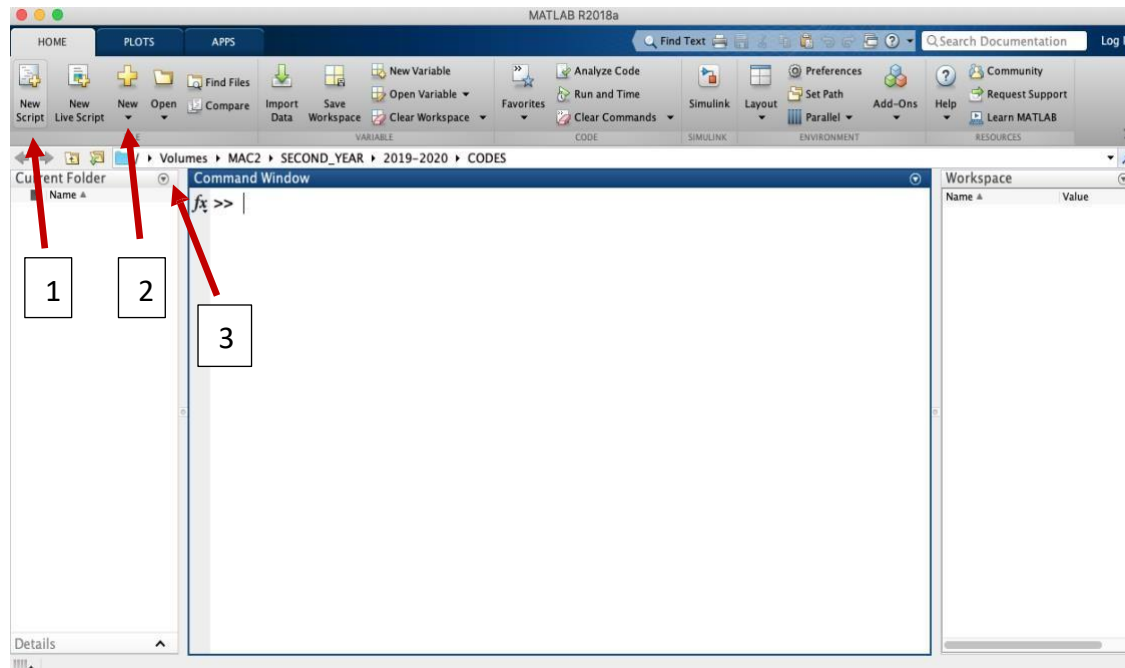 MATLAB R2018a
HOME PLOTS APPS
Find Text
Search Documentation
Log
New Script
New Live Script
New
Open
Find Files
Compare
Import Data
Save Workspace
New Variable
Open Variable
Clear Workspace
Favorites
Analyze Code
Run and Time
Clear Commands
Simulink
Layout
Preferences
Set Path
Parallel
Add-Ons
Help
Community
Request Support
Learn MATLAB
VARIABLE CODE SIMULINK ENVIRONMENT RESOURCES
/ Volumes MAC2 SECOND_YEAR 2019-2020 CODES
Current Folder
Name
Command Window
fx >>
Workspace
Name Value
1
2
3
Details